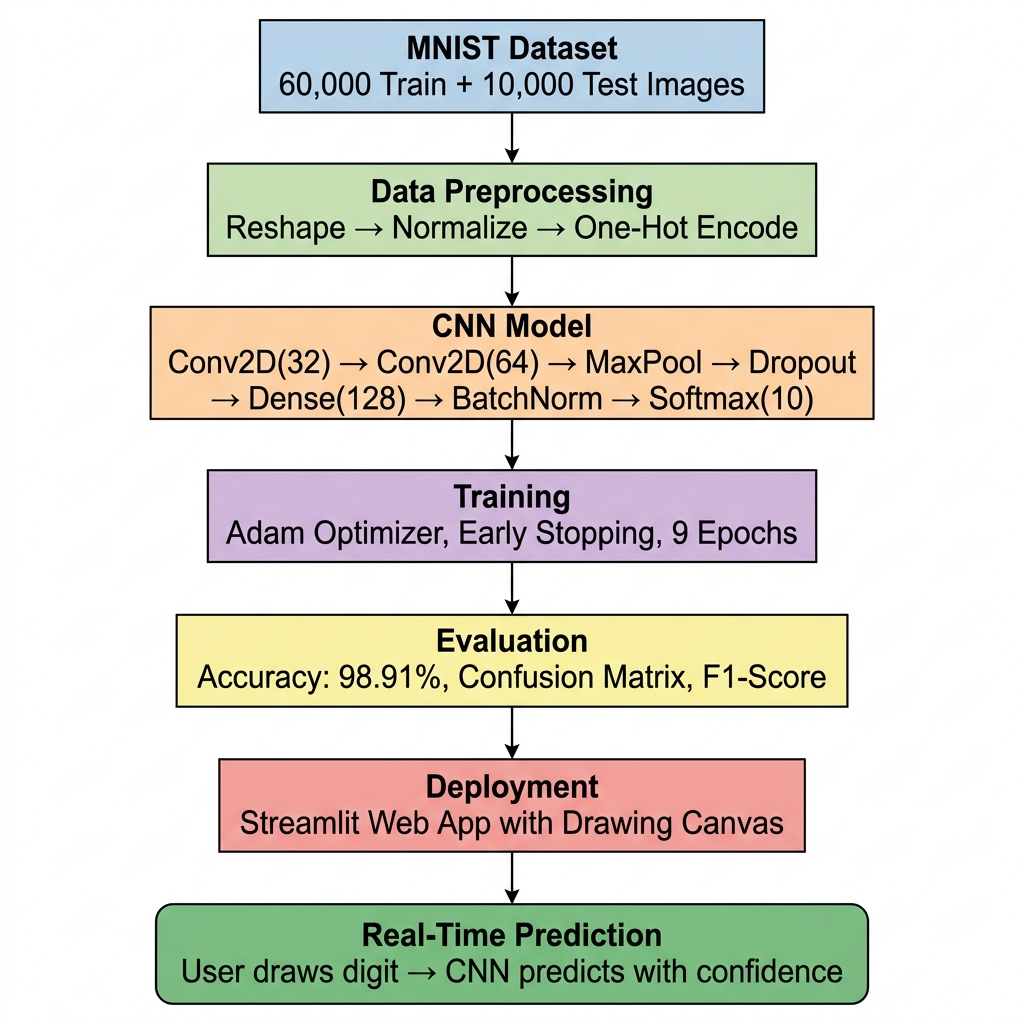 MNIST Dataset
60,000 Train + 10,000 Test Images
Data Preprocessing
Reshape → Normalize → One-Hot Encode
CNN Model
Conv2D(32) → Conv2D(64) → MaxPool → Dropout
→ Dense(128) → BatchNorm → Softmax(10)
Training
Adam Optimizer, Early Stopping, 9 Epochs
Evaluation
Accuracy: 98.91%, Confusion Matrix, F1-Score
Deployment
Streamlit Web App with Drawing Canvas
Real-Time Prediction
User draws digit → CNN predicts with confidence